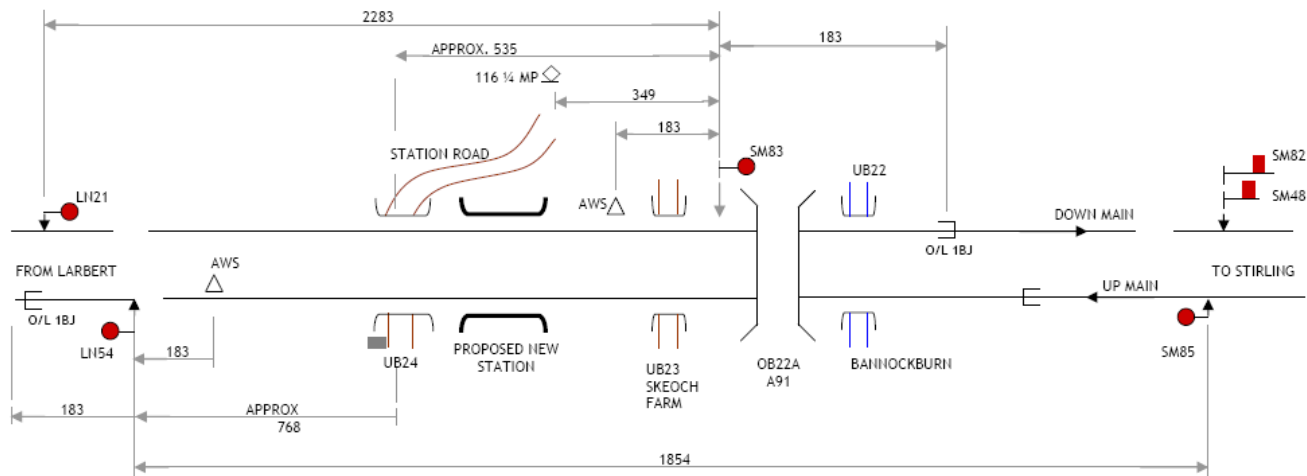 2283
APPROX. 535
183
116 ¼ MP
349
183
SM83
SM82
SM48
STATION ROAD
UB22
LN21
AWS
DOWN MAIN
O/L 1BJ
FROM LARBERT
AWS
UP MAIN
TO STIRLING
O/L 1BJ
LN54
183
UB24
PROPOSED NEW
STATION
UB23
SKEOCH
FARM
OB22A
A91
BANNOCKBURN
SM85
183
APPROX
768
1854